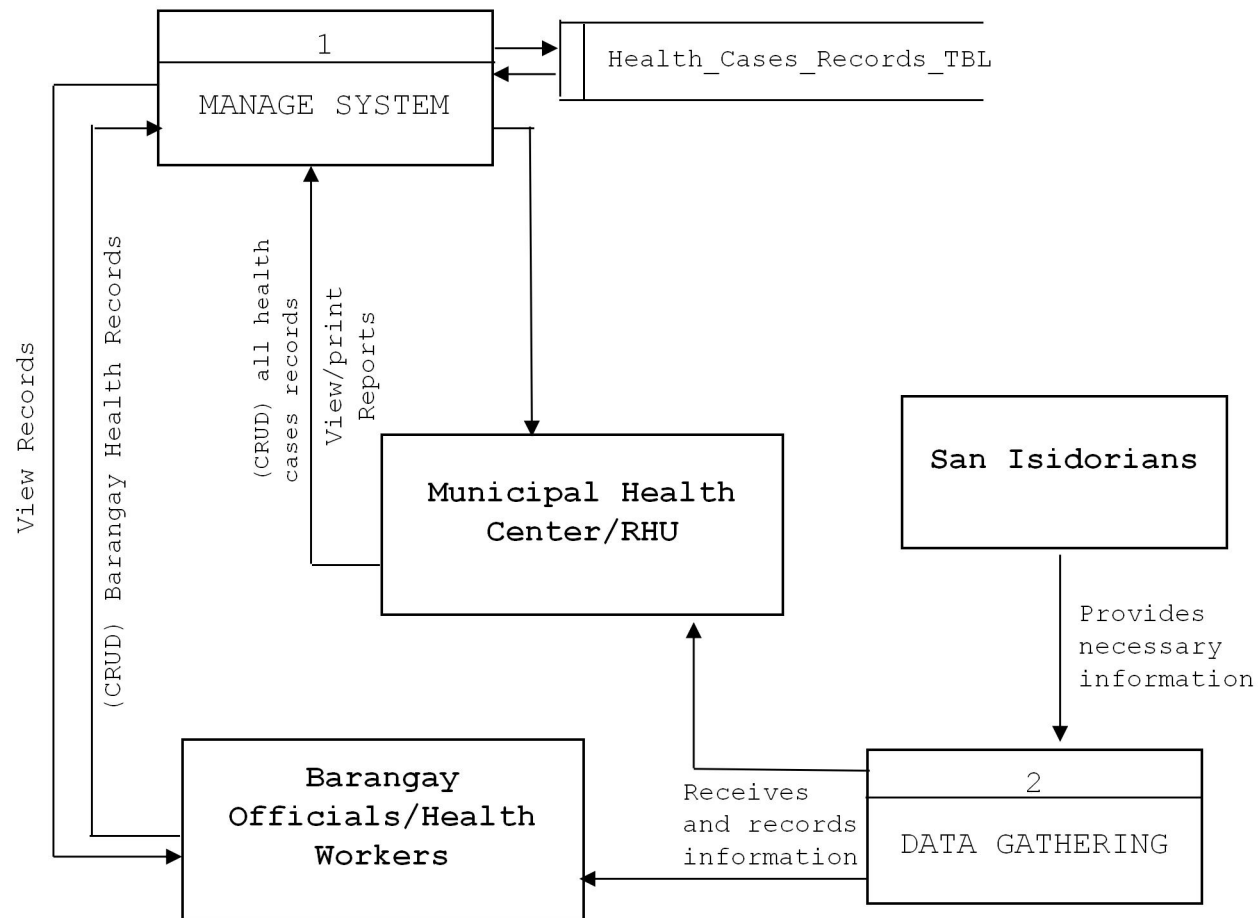 1
MANAGE SYSTEM
Health_Cases_Records_TBL
View Records
(CRUD) Barangay Health Records
(CRUD) all health
cases records
View/print
Reports
Municipal Health
Center/RHU
San Isidorians
Provides
necessary
information
Barangay
Officials/Health
Workers
Receives
and records
information
2
DATA GATHERING